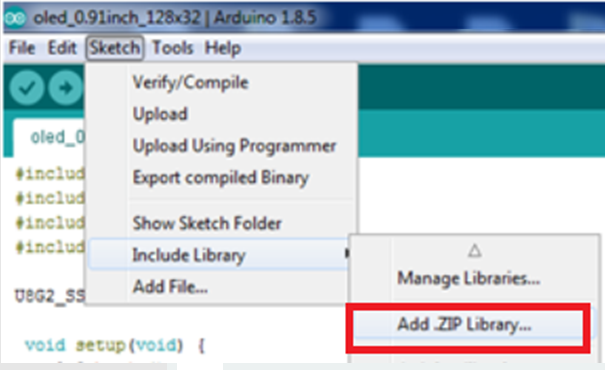 oled_0.91inch_128x32 | Arduino 1.8.5
File Edit Sketch Tools Help
Verify/Compile
Upload
Upload Using Programmer
Export compiled Binary
Show Sketch Folder
Include Library
Add File...
Manage Libraries...
Add .ZIP Library...
oled_0
#includ
#includ
#includ
#includ
U8G2_SS
void setup(void) {